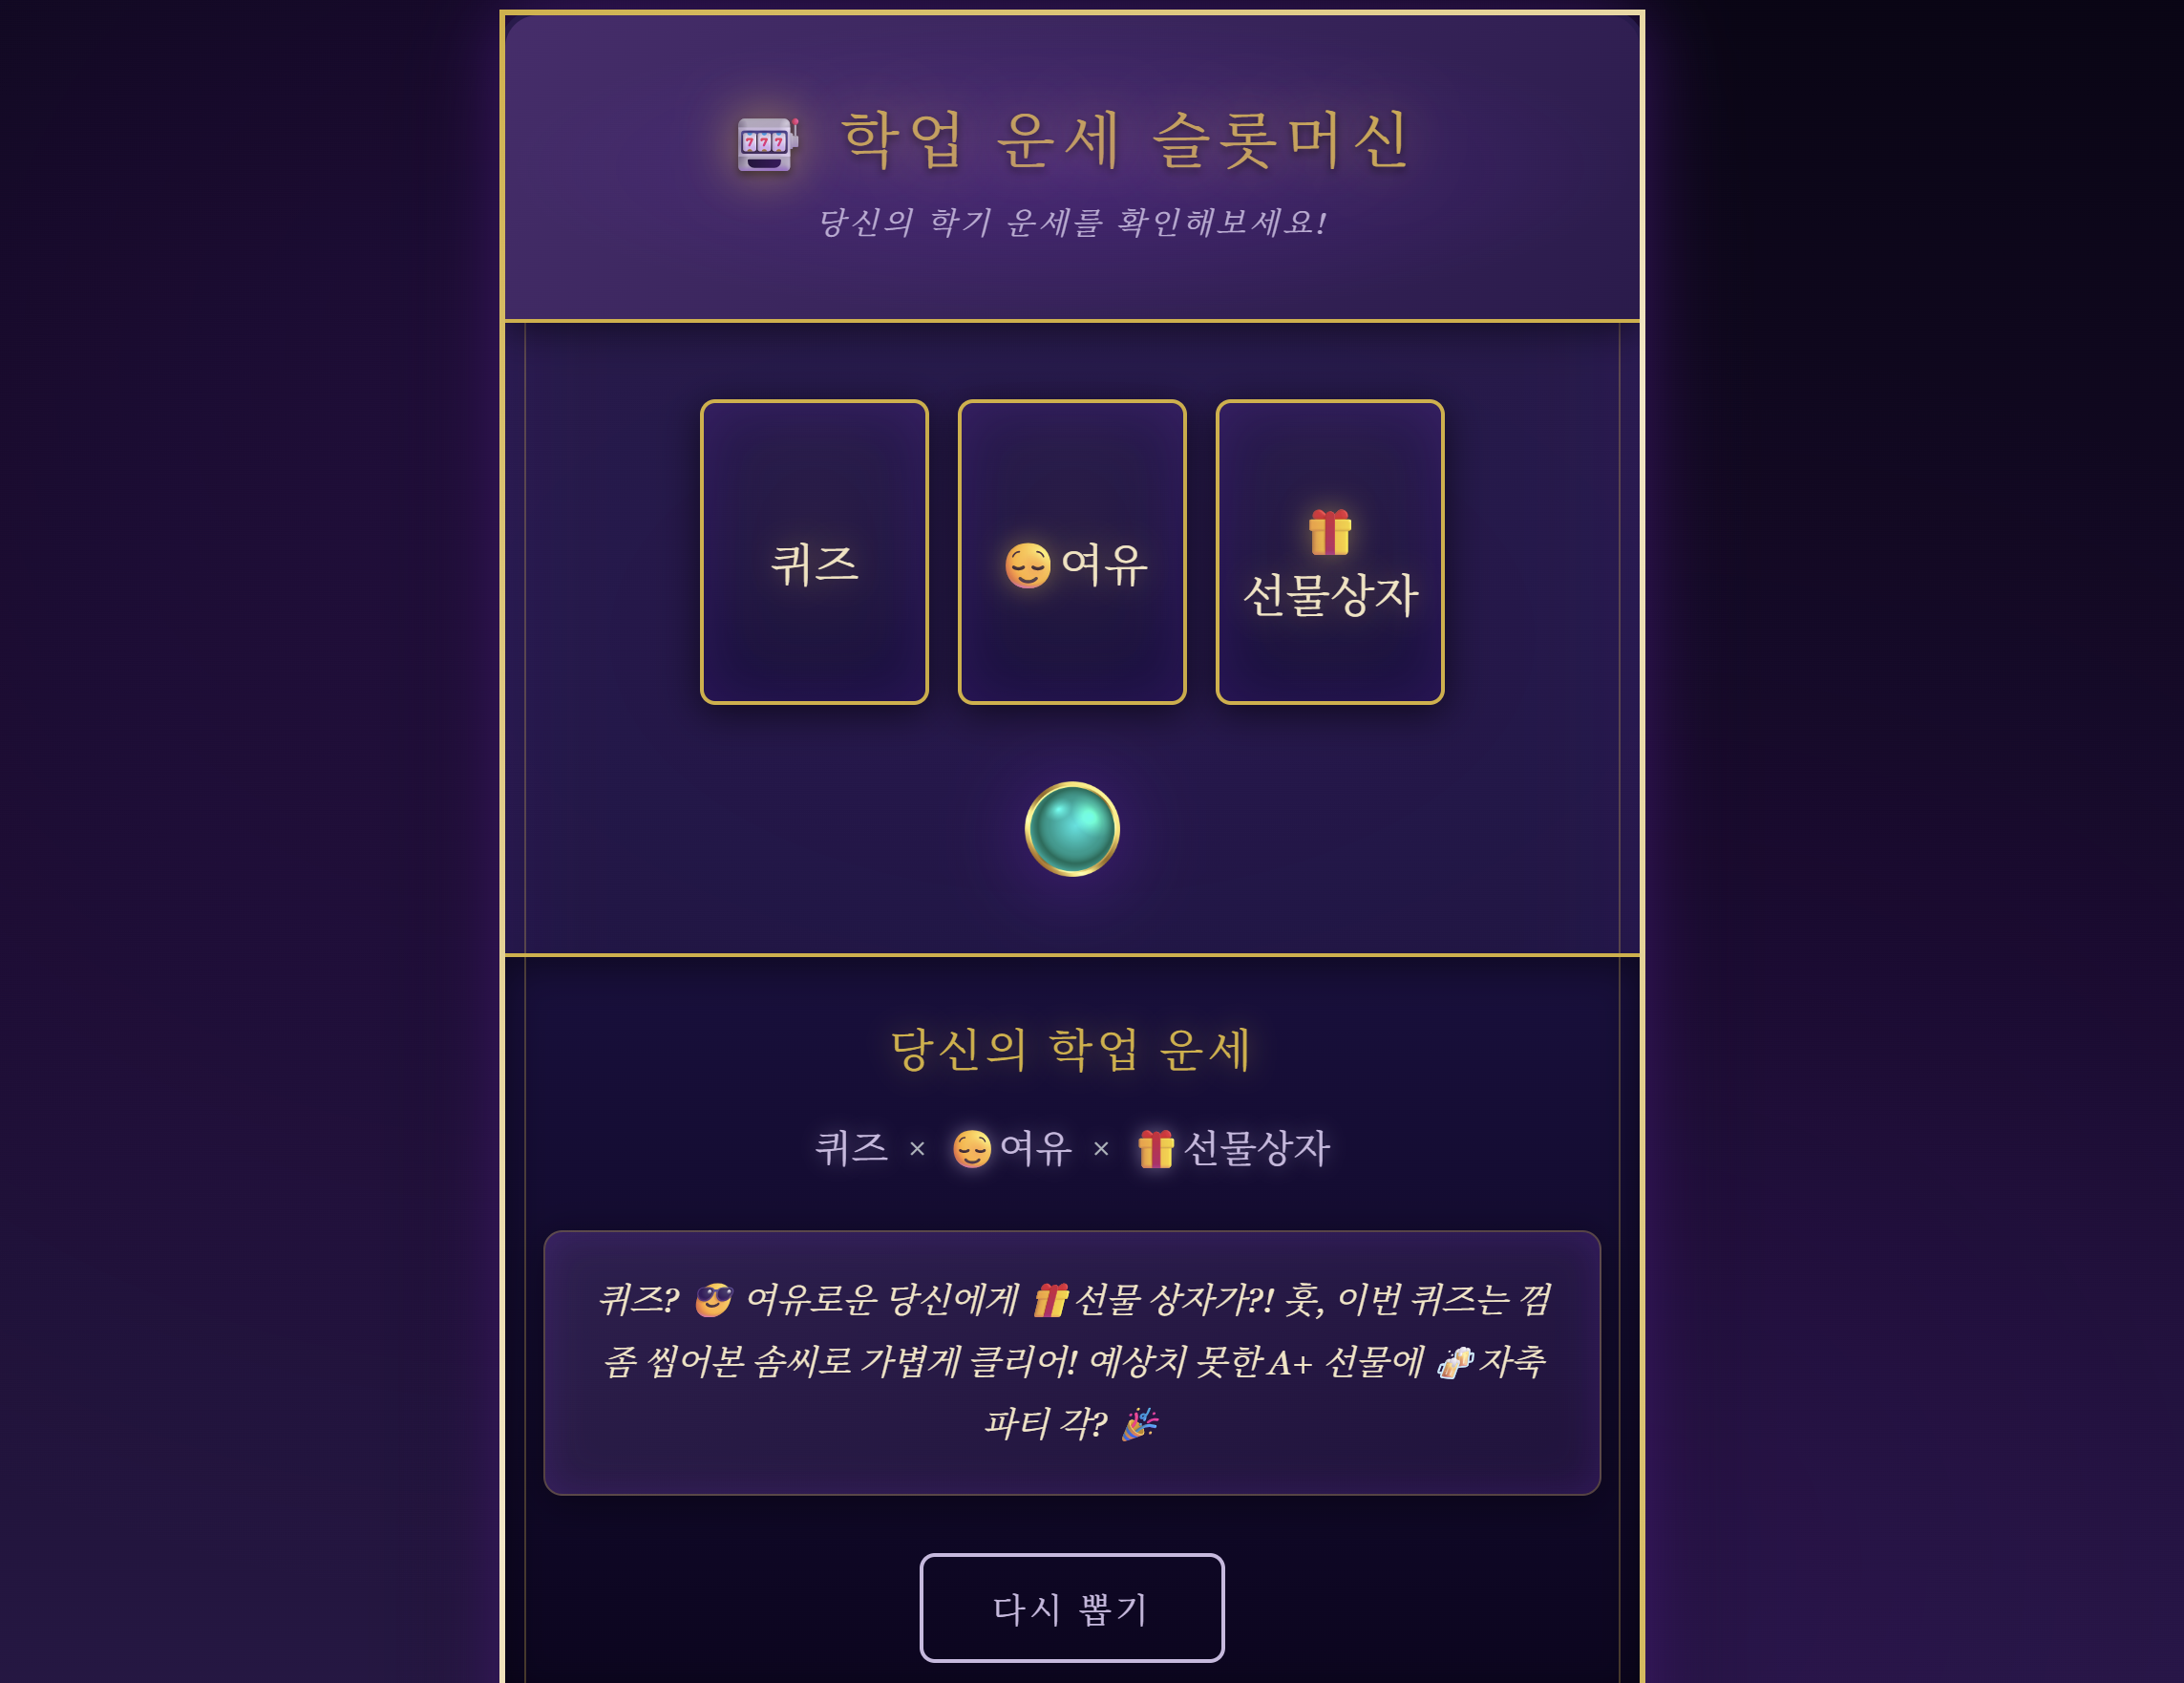 🎰 학업 운세 슬롯머신
당신의 학기 운세를 확인해보세요!
퀴즈
😌여유
🎁
선물상자
당신의 학업 운세
퀴즈 × 😌여유 × 🎁선물상자
퀴즈? 😎 여유로운 당신에게 🎁선물 상자가?! 훗, 이번 퀴즈는 껌
좀 씹어본 솜씨로 가볍게 클리어! 예상치 못한 A+ 선물에 🍻자축
파티 각? 🎉
다시 뽑기